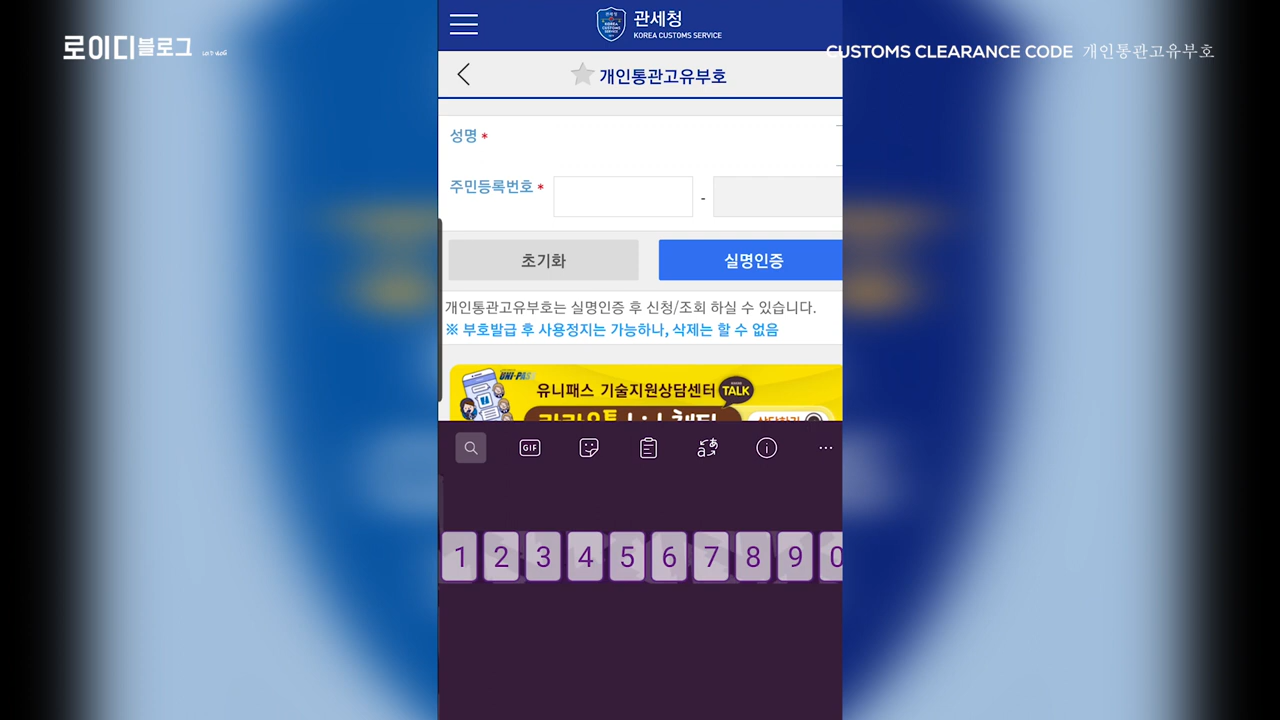 로이디블로그
CUSTOMS CLEARANCE CODE 개인통관고유부호
관세청
KOREA CUSTOMS SERVICE
개인통관고유부호
성명 *
주민등록번호 * -
초기화 실명인증
개인통관고유부호는 실명인증 후 신청/조회 하실 수 있습니다.
※ 부호발급 후 사용정지는 가능하나, 삭제는 할 수 없음
UNI-PASS
유니패스 기술지원상담센터 TALK
GIF
1 2 3 4 5 6 7 8 9 0